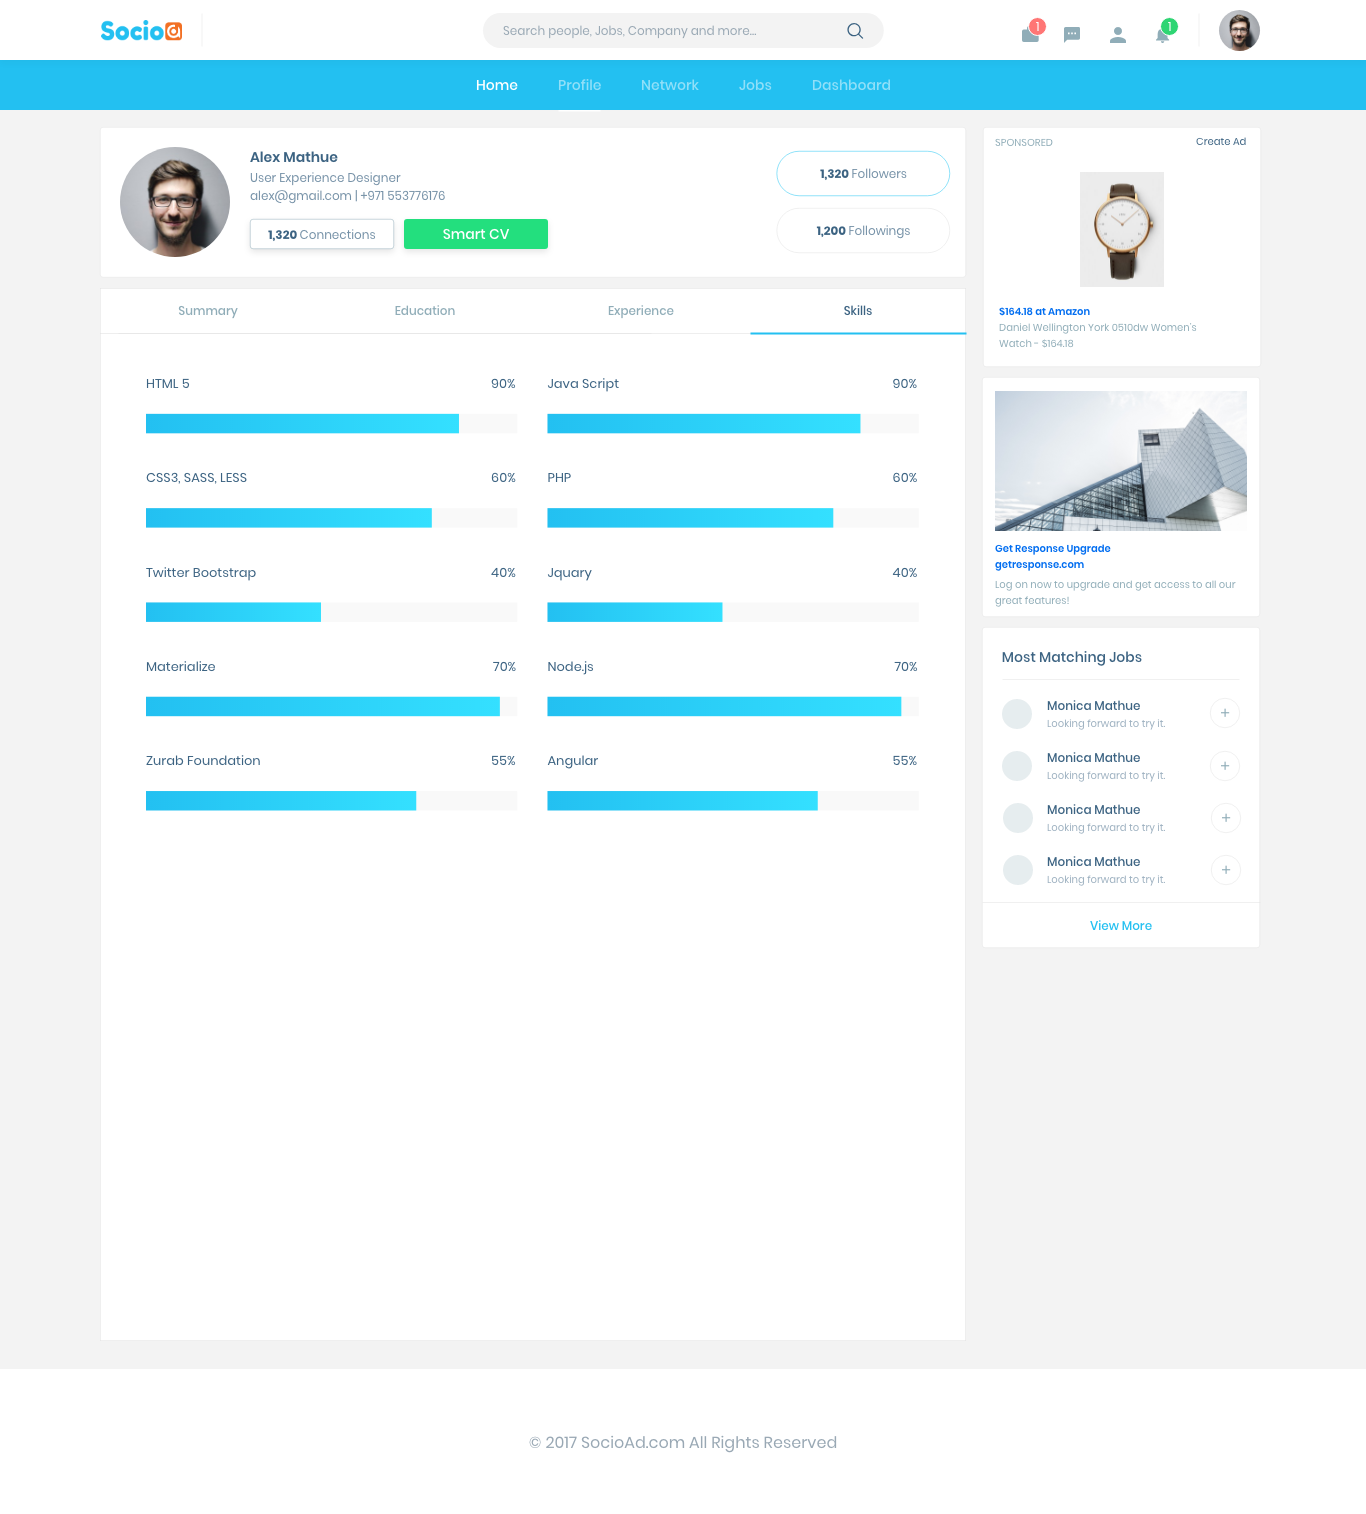 Socioa
Search people, Jobs, Company and more...
1
1
Home Profile Network Jobs Dashboard
Alex Mathue
User Experience Designer
alex@gmail.com | +971 553776176
1,320 Connections
Smart CV
1,320 Followers
1,200 Followings
SPONSORED Create Ad
$164.18 at Amazon
Daniel Wellington York 0510dw Women's
Watch - $164.18
Summary Education Experience Skills
HTML 5 90%
Java Script 90%
CSS3, SASS, LESS 60%
PHP 60%
Twitter Bootstrap 40%
Jquary 40%
Materialize 70%
Node.js 70%
Zurab Foundation 55%
Angular 55%
Get Response Upgrade
getresponse.com
Log on now to upgrade and get access to all our
great features!
Most Matching Jobs
Monica Mathue
Looking forward to try it.
+
Monica Mathue
Looking forward to try it.
+
Monica Mathue
Looking forward to try it.
+
Monica Mathue
Looking forward to try it.
+
View More
© 2017 SocioAd.com All Rights Reserved